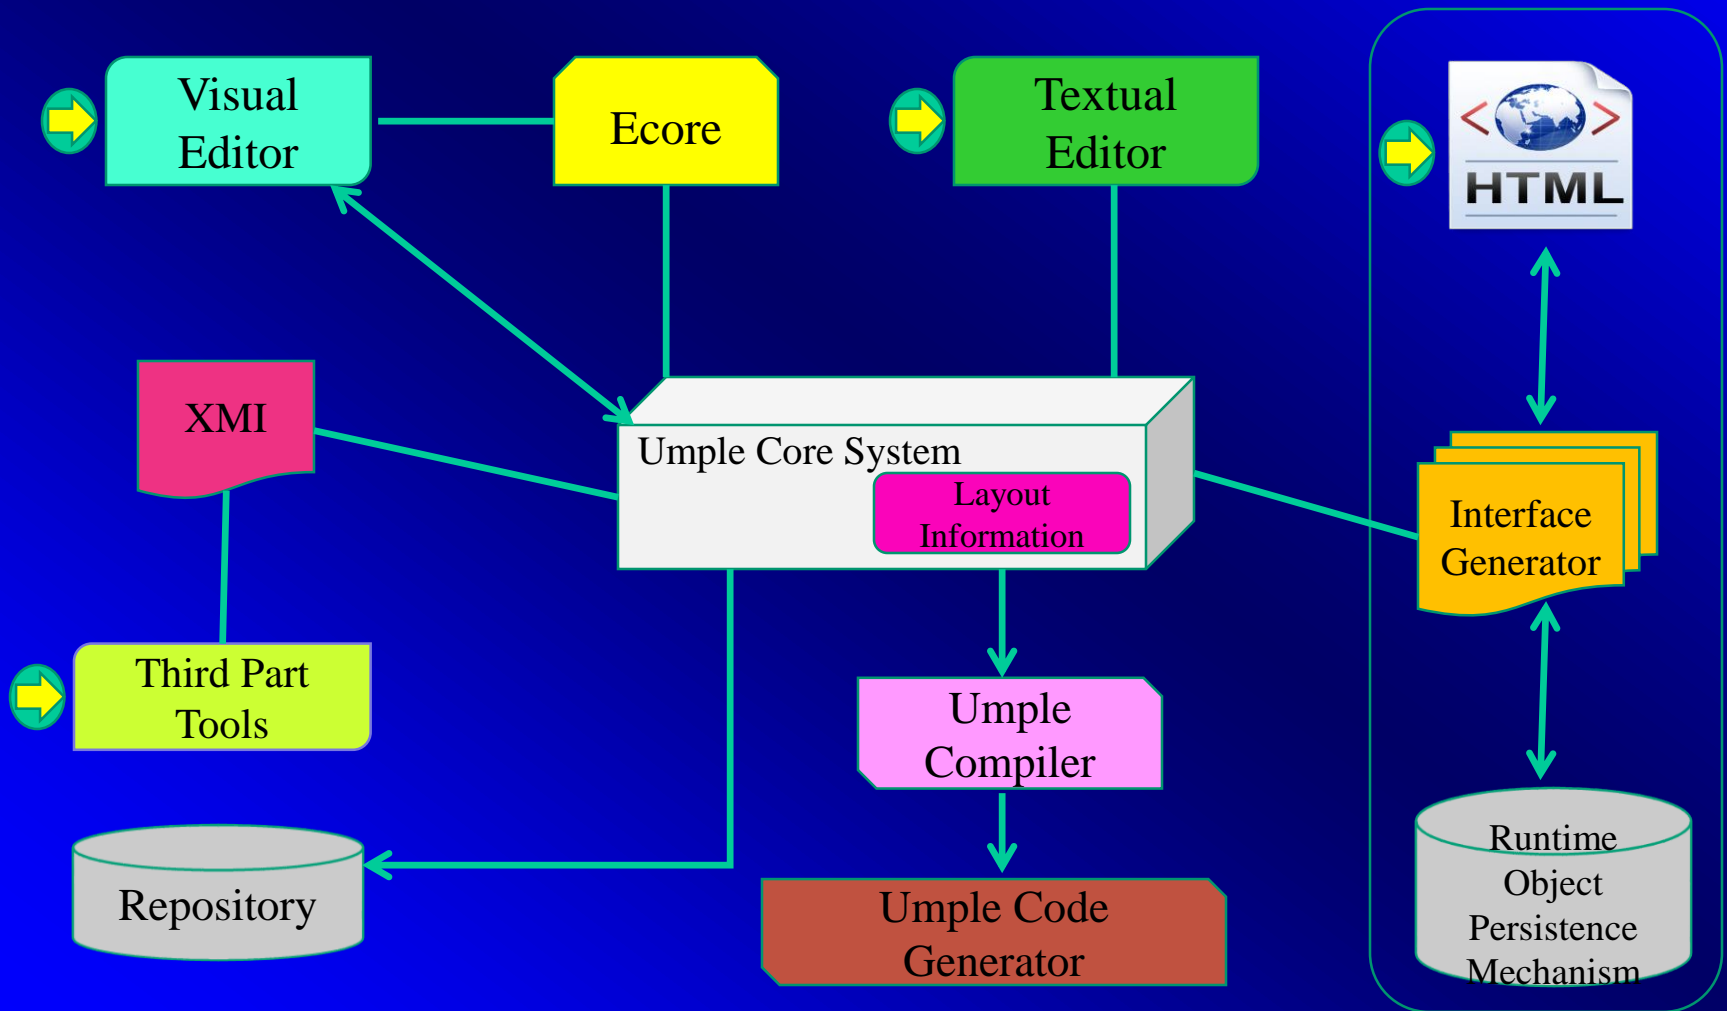 Visual
Editor
Ecore
Textual
Editor
< >
HTML
XMI
Umple Core System
Layout
Information
Interface
Generator
Third Part
Tools
Umple
Compiler
Repository
Umple Code
Generator
Runtime
Object
Persistence
Mechanism